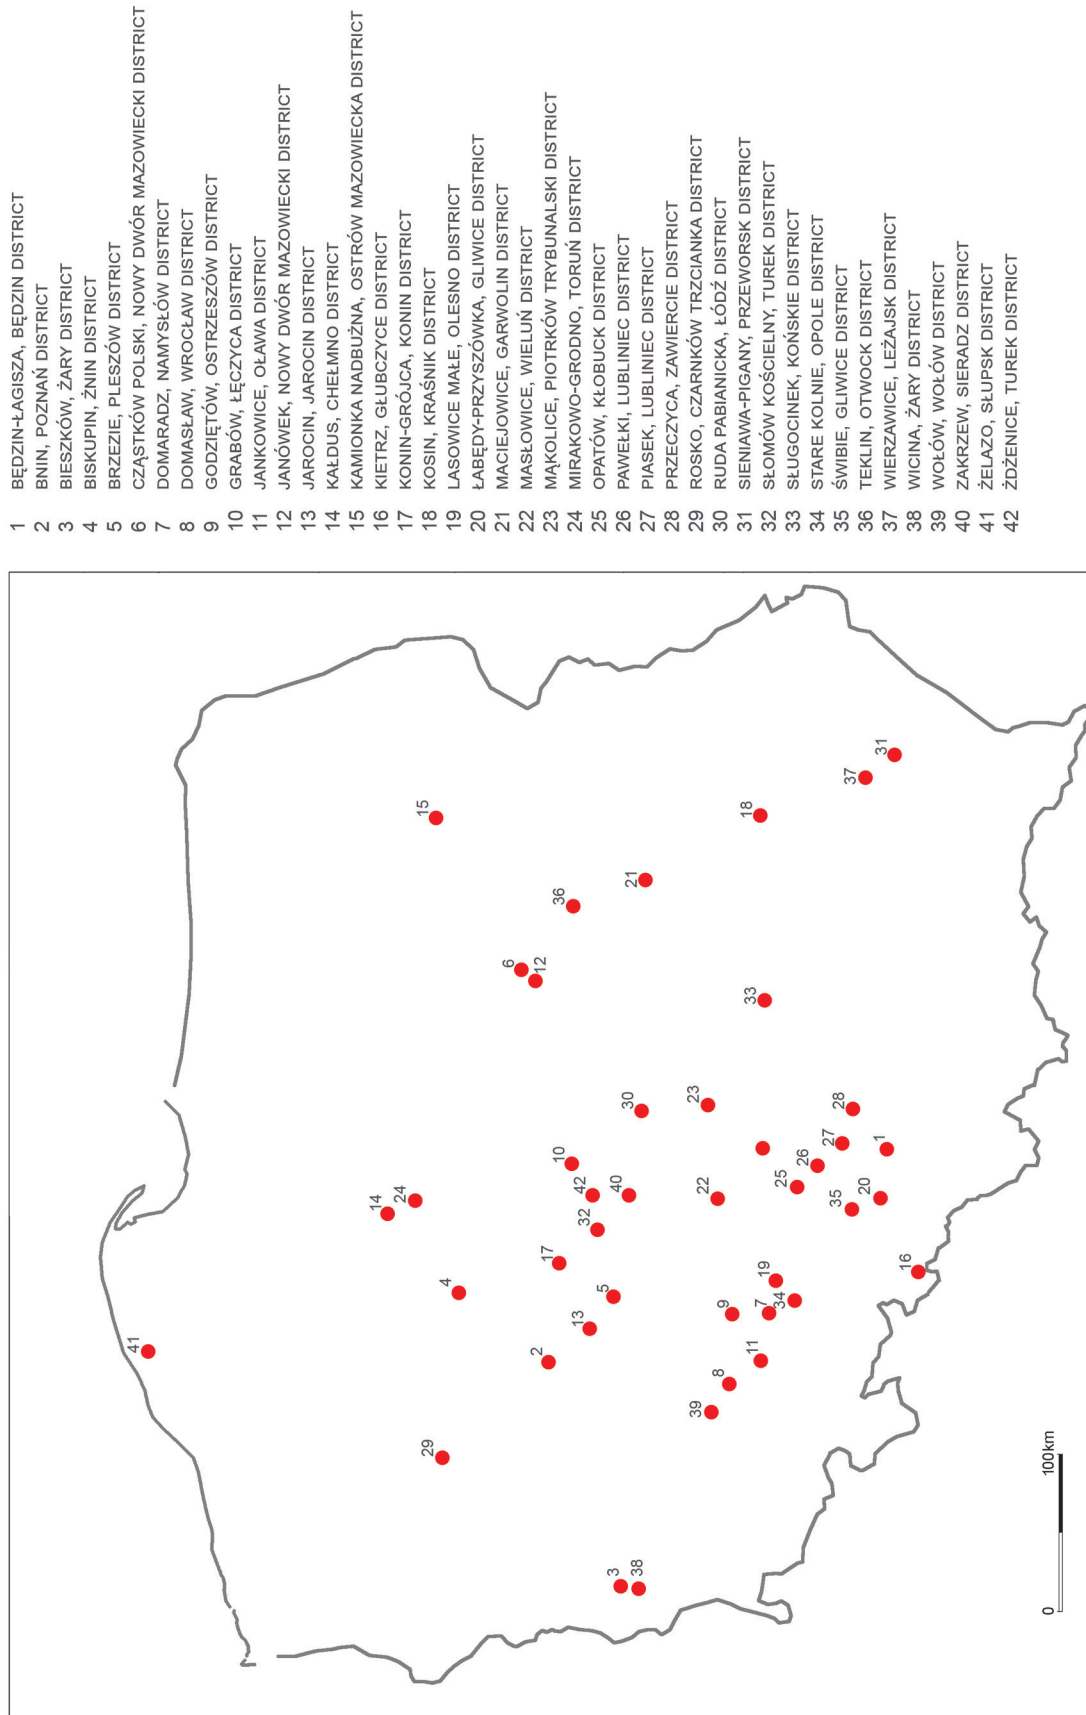 1 BĘDZIN-ŁAGISZA, BĘDZIN DISTRICT
2 BNIN, POZNAŃ DISTRICT
3 BIESZKÓW, ŻARY DISTRICT
4 BISKUPIN, ŻNIN DISTRICT
5 BRZEZIE, PLESZÓW DISTRICT
6 CZĄSTKÓW POLSKI, NOWY DWÓR MAZOWIECKI DISTRICT
7 DOMARADZ, NAMYSŁÓW DISTRICT
8 DOMASŁAW, WROCŁAW DISTRICT
9 GODZIĘTÓW, OSTRZESZÓW DISTRICT
10 GRABÓW, ŁĘCZYCA DISTRICT
11 JANKOWICE, OŁAWA DISTRICT
12 JANÓWEK, NOWY DWÓR MAZOWIECKI DISTRICT
13 JAROCIN, JAROCIN DISTRICT
14 KAŁDUS, CHEŁMNO DISTRICT
15 KAMIONKA NADBUŻNA, OSTRÓW MAZOWIECKA DISTRICT
16 KIETRZ, GŁUBCZYCE DISTRICT
17 KONIN-GRÓJCA, KONIN DISTRICT
18 KOSIN, KRAŚNIK DISTRICT
19 LASOWICE MAŁE, OLESNO DISTRICT
20 ŁABĘDY-PRZYSZÓWKA, GLIWICE DISTRICT
21 MACIEJOWICE, GARWOLIN DISTRICT
22 MASŁOWICE, WIELUŃ DISTRICT
23 MĄKOLICE, PIOTRKÓW TRYBUNALSKI DISTRICT
24 MIRAKOWO-GRODNO, TORUŃ DISTRICT
25 OPATÓW, KŁOBUCK DISTRICT
26 PAWEŁKI, LUBLINIEC DISTRICT
27 PIASEK, LUBLINIEC DISTRICT
28 PRZECZYCA, ZAWIERCIE DISTRICT
29 ROSKO, CZARNKÓW TRZCIANKA DISTRICT
30 RUDA PABIANICKA, ŁÓDŹ DISTRICT
31 SIENIAWA-PIGANY, PRZEWORSK DISTRICT
32 SŁOMÓW KOŚCIELNY, TUREK DISTRICT
33 SŁUGOCINEK, KOŃSKIE DISTRICT
34 STARE KOLNIE, OPOLE DISTRICT
35 ŚWIBIE, GLIWICE DISTRICT
36 TEKLIN, OTWOCK DISTRICT
37 WIERZAWICE, LEŻAJSK DISTRICT
38 WICINA, ŻARY DISTRICT
39 WOŁÓW, WOŁÓW DISTRICT
40 ZAKRZEW, SIERADZ DISTRICT
41 ŻELAZO, SŁUPSK DISTRICT
42 ŻDŻENICE, TUREK DISTRICT
41
14
24
15
4
29
6
12
36
17
10
2
42
32
40
13
5
3
38
30
21
23
22
39
8
9
18
33
11
7
19
34
25
26
27
28
35
20
1
37
31
16
0
100km